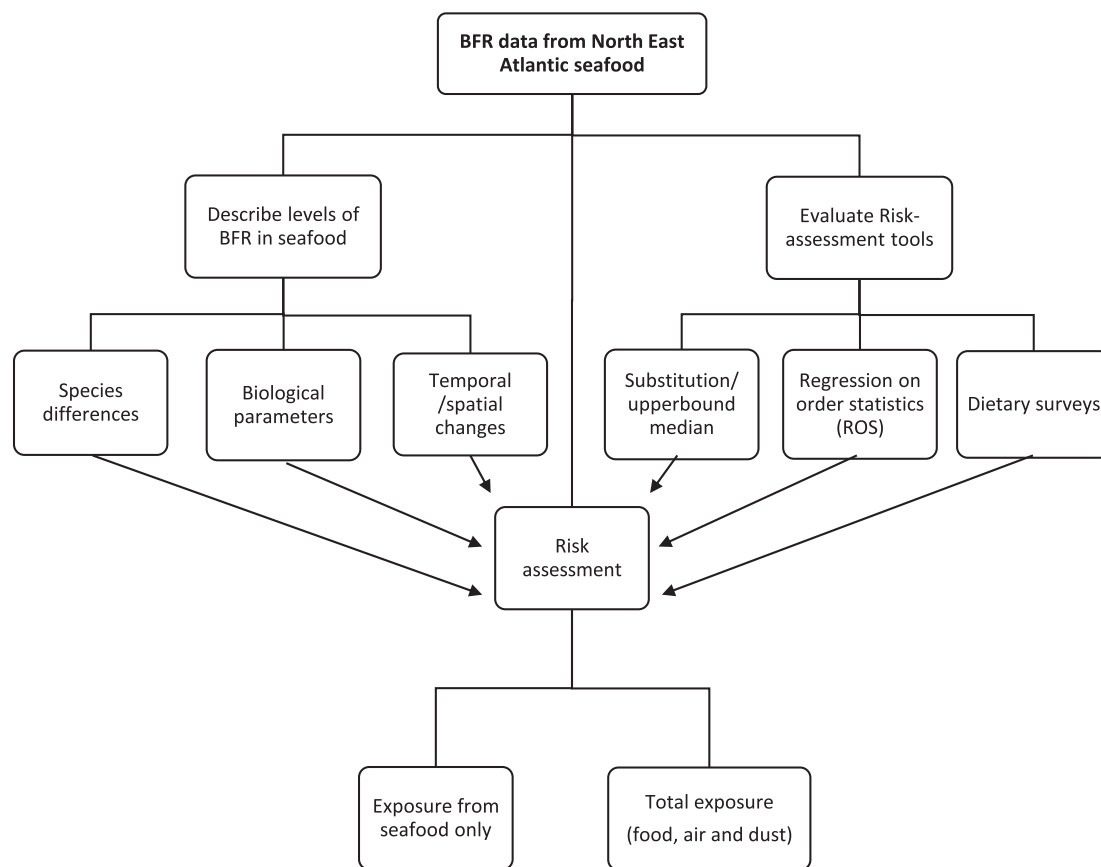 BFR data from North East
Atlantic seafood
Describe levels of
BFR in seafood
Evaluate Risk-
assessment tools
Species
differences
Biological
parameters
Temporal
/spatial
changes
Substitution/
upperbound
median
Regression on
order statistics
(ROS)
Dietary surveys
Risk
assessment
Exposure from
seafood only
Total exposure
(food, air and dust)